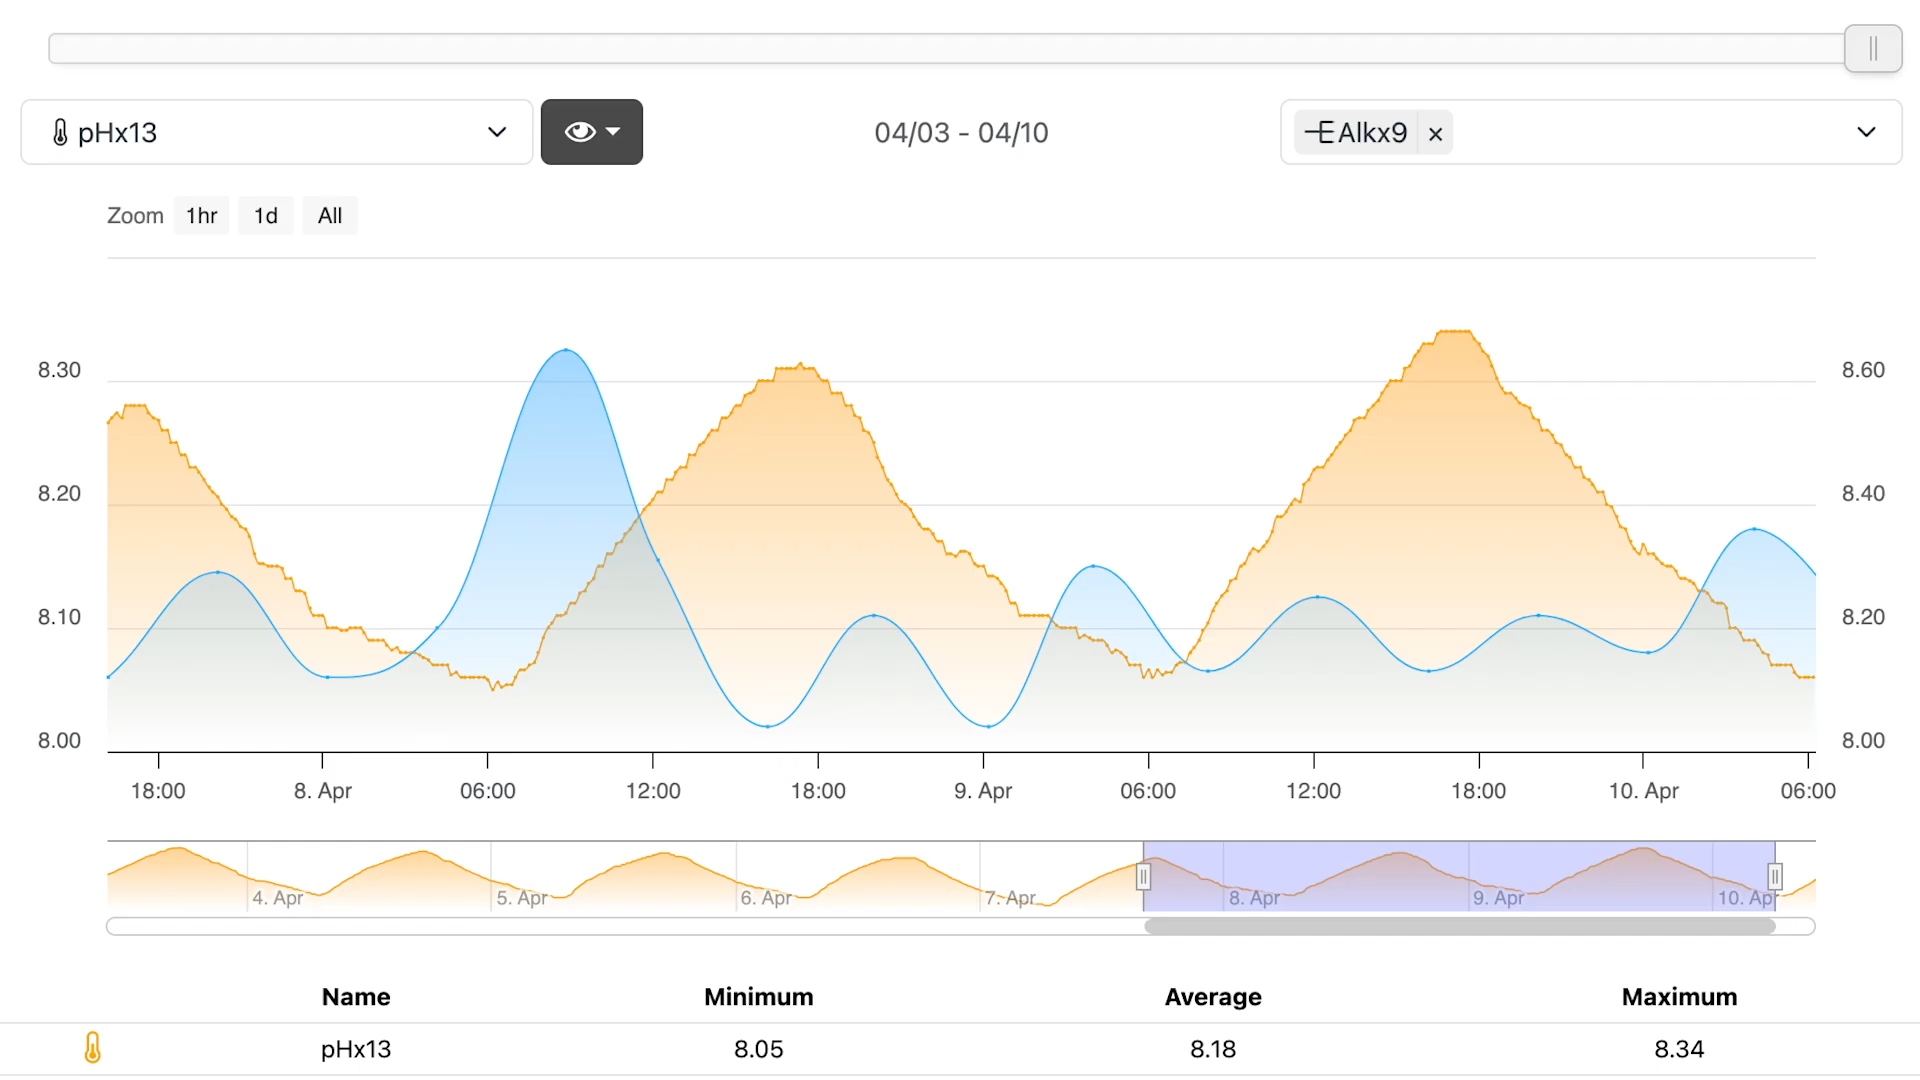 pHx13
04/03 - 04/10
Alkx9 ×
Zoom 1hr 1d All
8.30 8.60
8.20 8.40
8.10 8.20
8.00 8.00
18:00 8. Apr 06:00 12:00 18:00 9. Apr 06:00 12:00 18:00 10. Apr 06:00
4. Apr 5. Apr 6. Apr 7. Apr 8. Apr 9. Apr 10. Apr
Name Minimum Average Maximum
pHx13 8.05 8.18 8.34